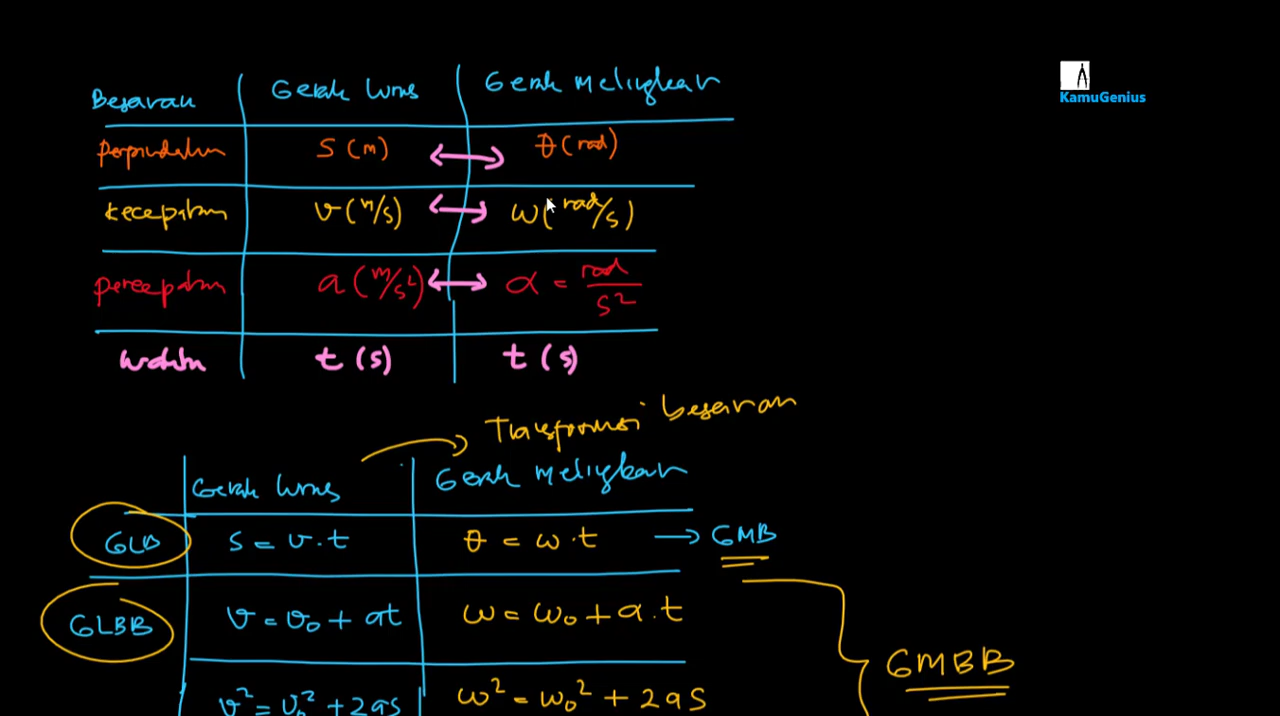 KamuGenius
Besaran Gerak lurus Gerak Melingkar
perpindahan S (m) ↔ θ (rad)
kecepatan v (m/s) ↔ ω (rad/s)
percepatan a (m/s²) ↔ α = rad/s²
waktu t (s) t (s)
→ Transformasi besaran
Gerak lurus Gerak Melingkar
GLB S = v . t θ = ω . t → GMB
GLBB v = v₀ + at ω = ω₀ + a . t
GMBB
v² = v₀² + 2as ω² = ω₀² + 2aS